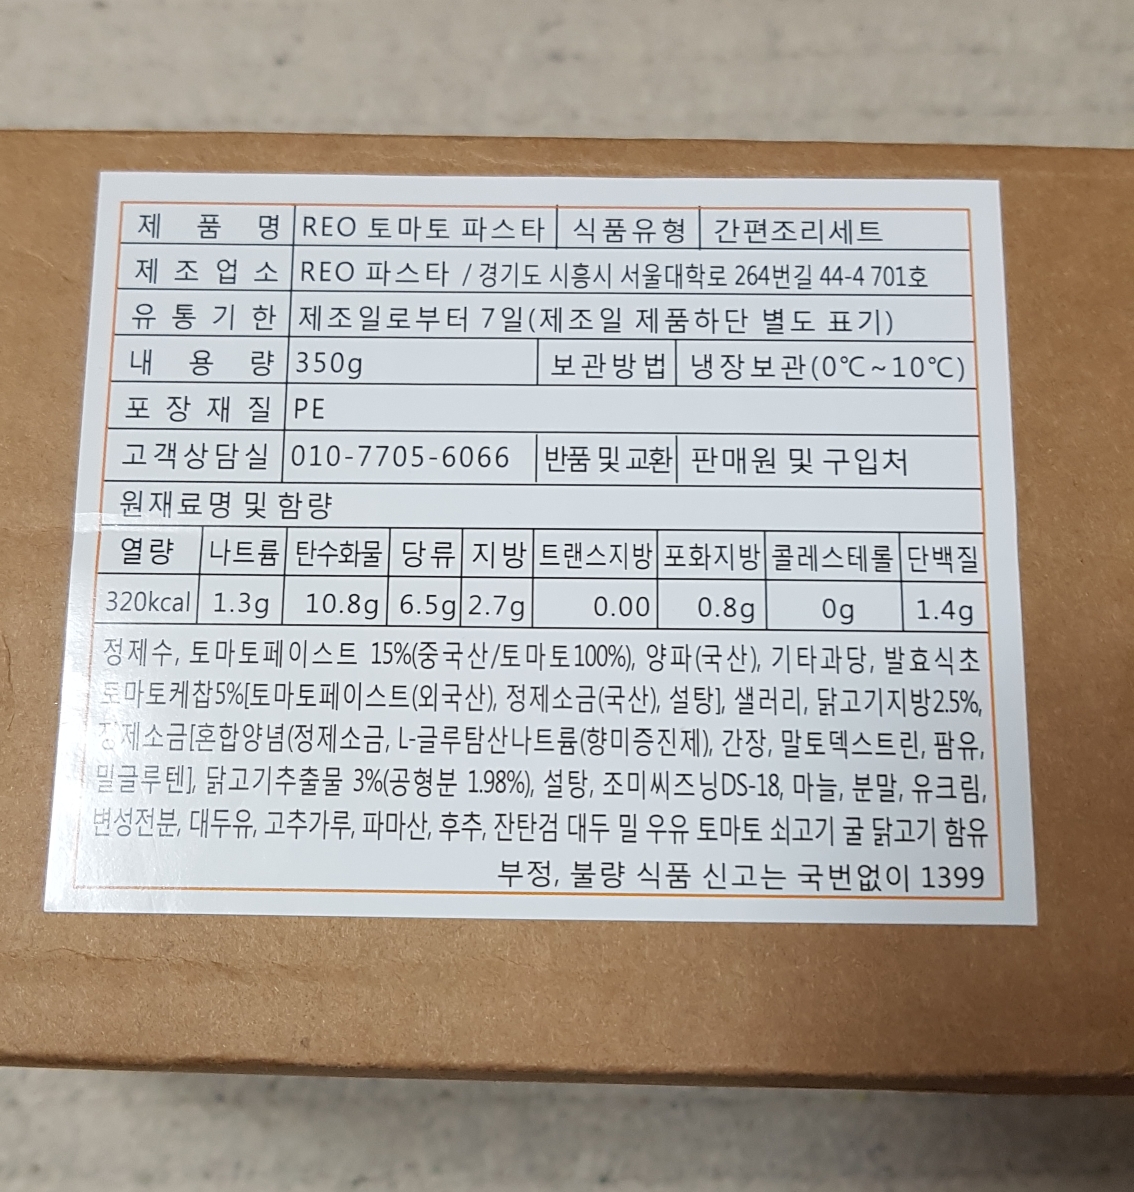 제 품 명 REO 토마토 파스타 식품유형 간편조리세트
제 조 업 소 REO 파스타 / 경기도 시흥시 서울대학로 264번길 44-4 701호
유 통 기 한 제조일로부터 7일(제조일 제품하단 별도 표기)
내 용 량 350g 보관방법 냉장보관(0℃~10℃)
포 장 재 질 PE
고객상담실 010-7705-6066 반품 및 교환 판매원 및 구입처
원재료명 및 함량
열량 나트륨 탄수화물 당류 지방 트랜스지방 포화지방 콜레스테롤 단백질
320kcal 1.3g 10.8g 6.5g 2.7g 0.00 0.8g 0g 1.4g
정제수, 토마토페이스트 15%(중국산/토마토100%), 양파(국산), 기타과당, 발효식초
토마토케찹5%[토마토페이스트(외국산), 정제소금(국산), 설탕], 샐러리, 닭고기지방2.5%,
정제소금[혼합양념(정제소금, L-글루탐산나트륨(향미증진제), 간장, 말토덱스트린, 팜유,
밀글루텐], 닭고기추출물 3%(공형분 1.98%), 설탕, 조미씨즈닝DS-18, 마늘, 분말, 유크림,
변성전분, 대두유, 고추가루, 파마산, 후추, 잔탄검 대두 밀 우유 토마토 쇠고기 굴 닭고기 함유
부정, 불량 식품 신고는 국번없이 1399